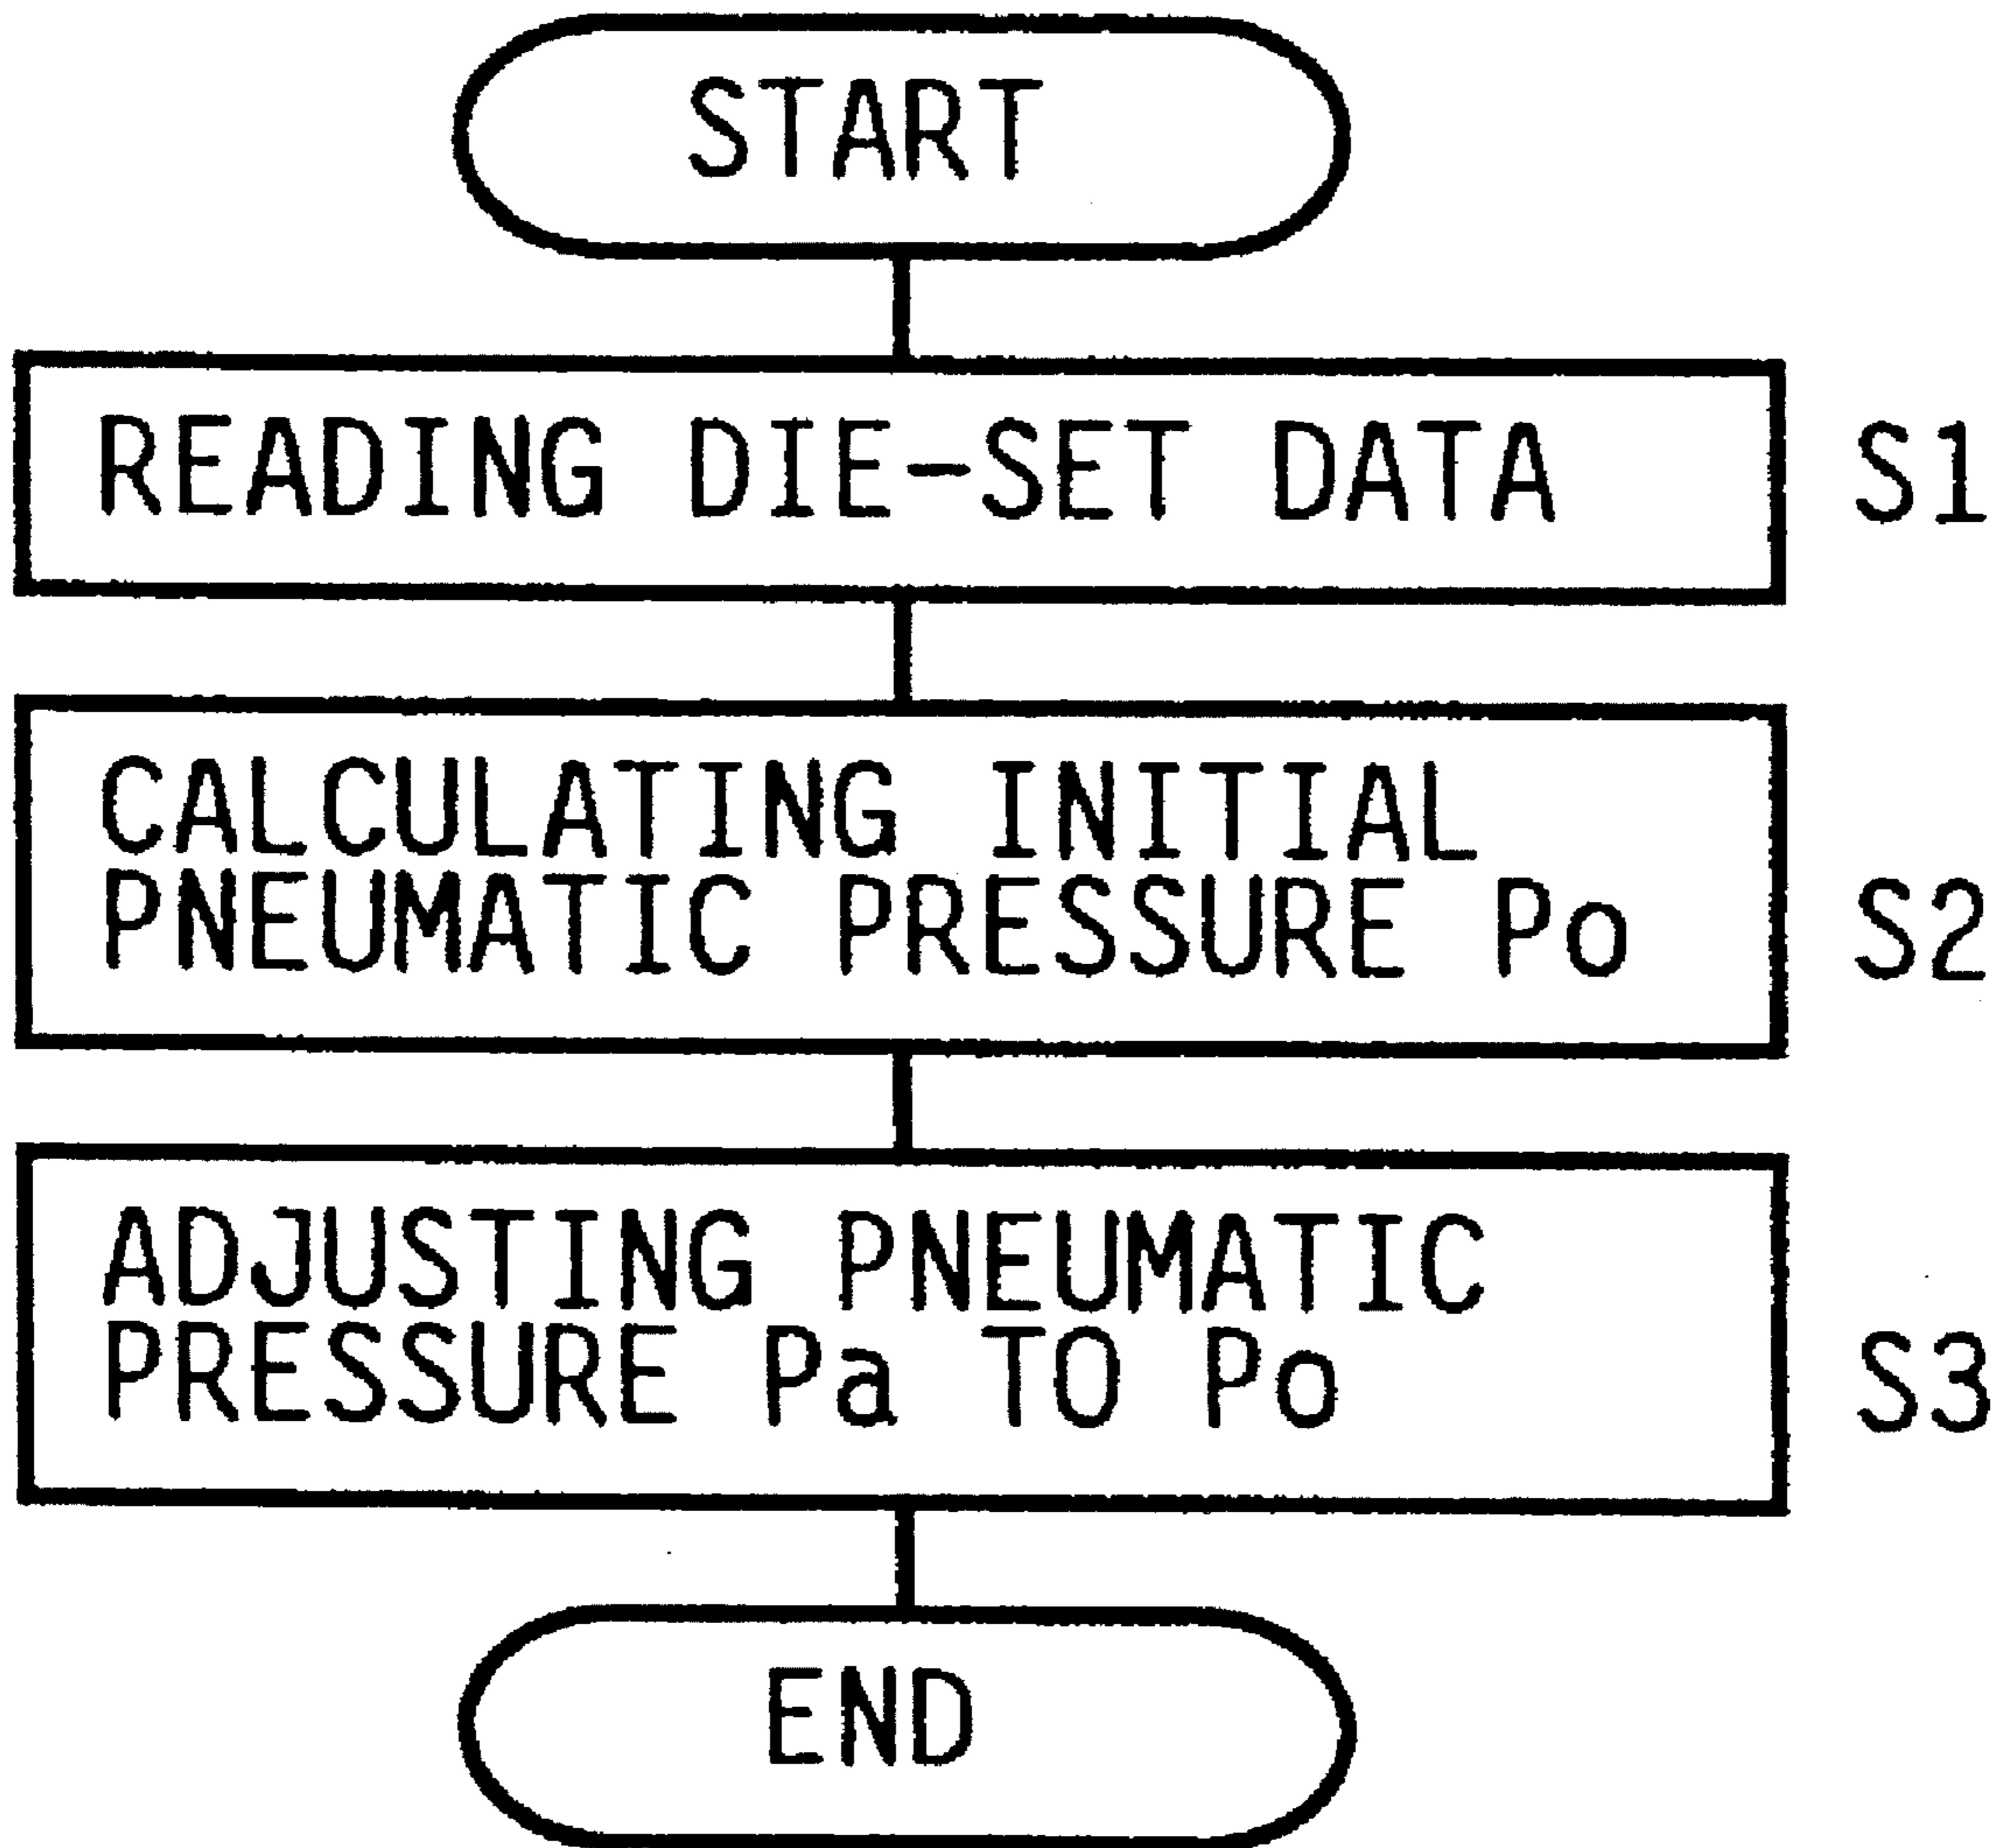 START
READING DIE-SET DATA
S1
CALCULATING INITIAL
PNEUMATIC PRESSURE Po
S2
ADJUSTING PNEUMATIC
PRESSURE Pa TO Po
S3
END